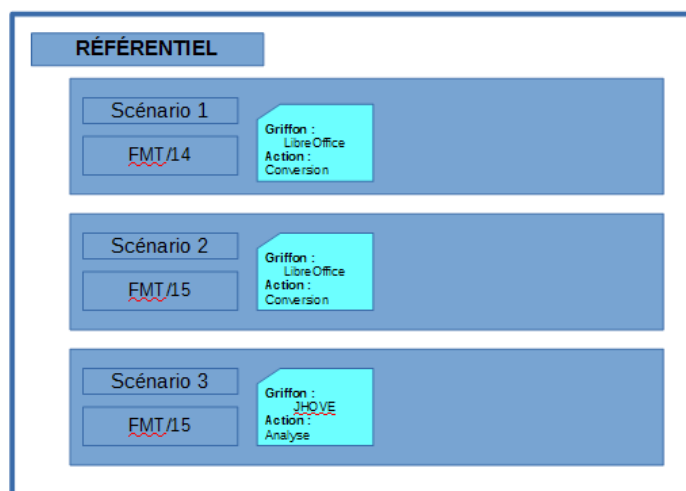 RÉFÉRENTIEL
Scénario 1
FMT/14
Griffon :
LibreOffice
Action :
Conversion
Scénario 2
FMT/15
Griffon :
LibreOffice
Action :
Conversion
Scénario 3
FMT/15
Griffon :
JHOVE
Action :
Analyse